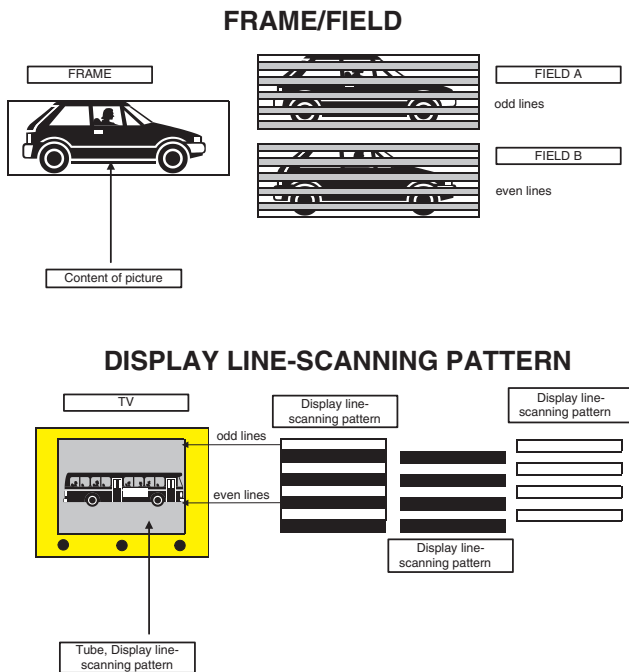 FRAME/FIELD
FRAME
FIELD A
odd lines
FIELD B
even lines
Content of picture
DISPLAY LINE-SCANNING PATTERN
TV
Display line-
scanning pattern
Display line-
scanning pattern
odd lines
even lines
Display line-
scanning pattern
Tube, Display line-
scanning pattern